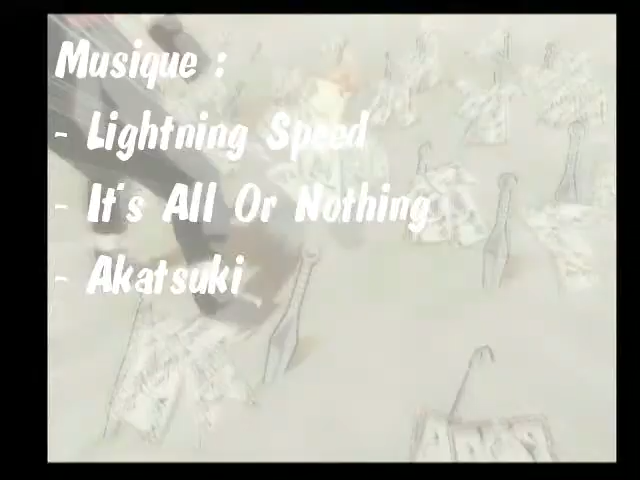 Musique :
- Lightning Speed
- It's All Or Nothing
- Akatsuki